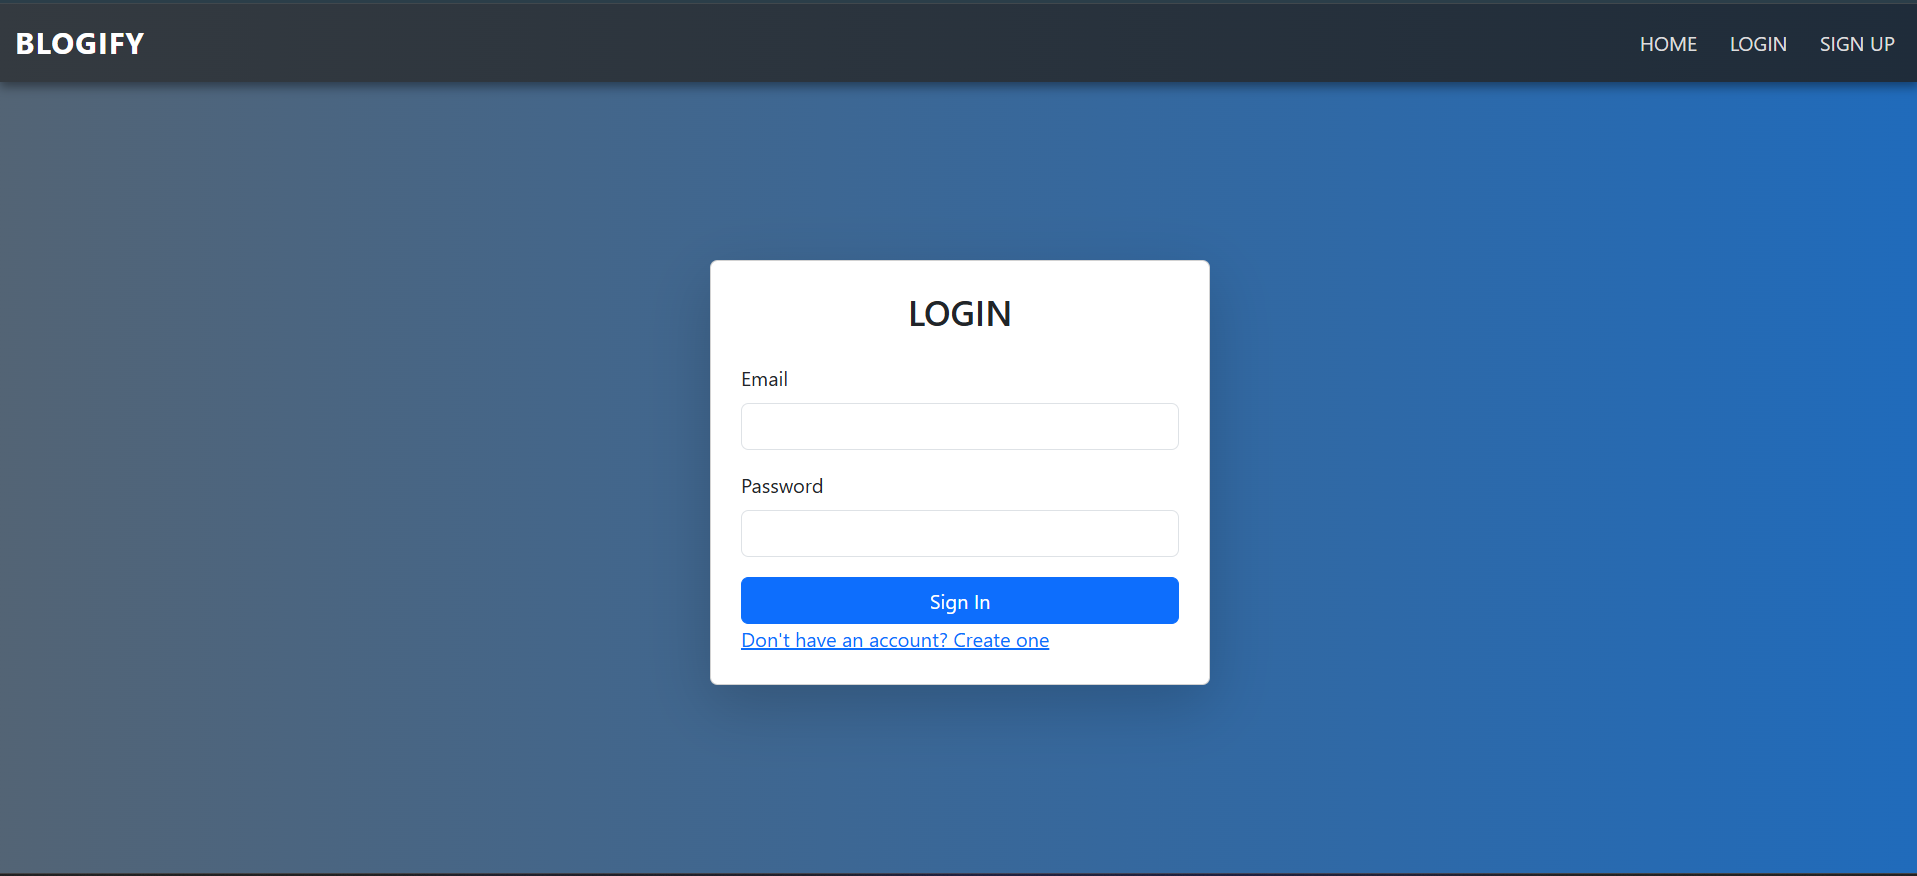 BLOGIFY
HOME LOGIN SIGN UP
LOGIN
Email
Password
Sign In
Don't have an account? Create one